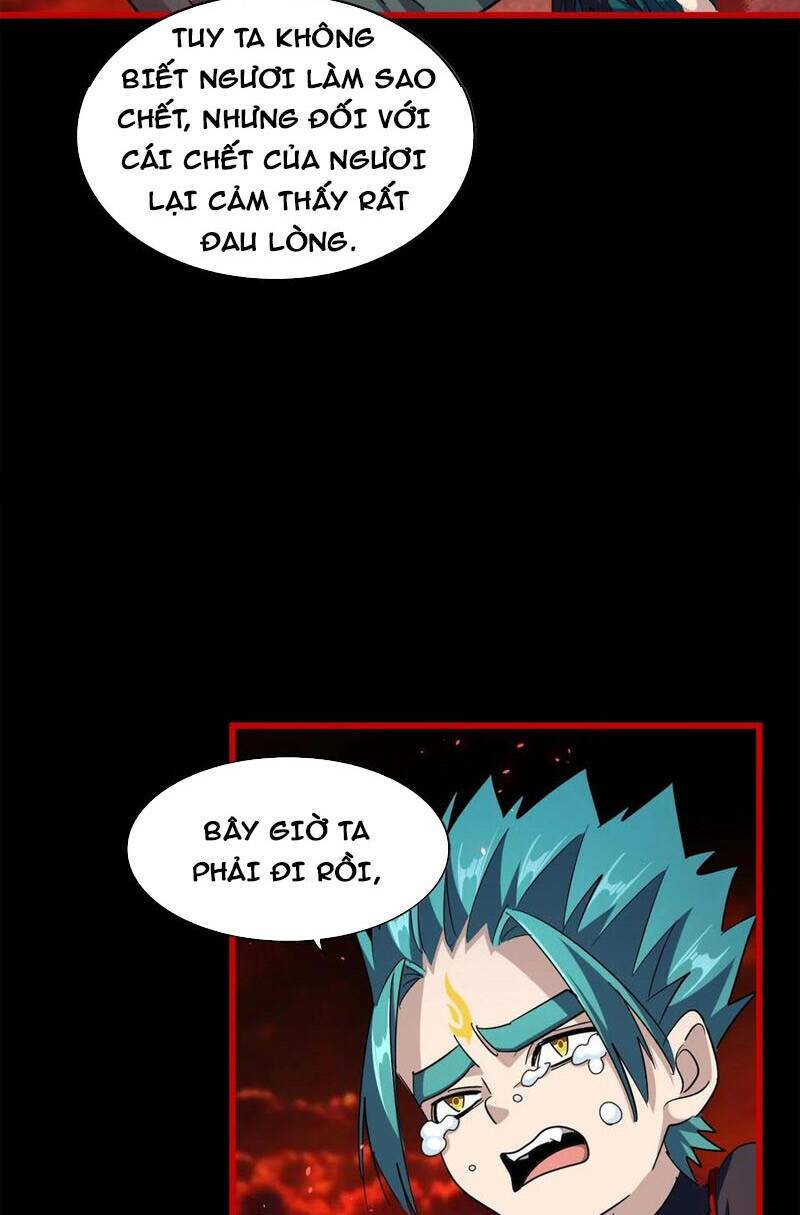 TUY TA KHÔNG
BIẾT NGƯƠI LÀM SAO
CHẾT, NHƯNG ĐỐI VỚI
CÁI CHẾT CỦA NGƯƠI
LẠI CẢM THẤY RẤT
ĐAU LÒNG.
BÂY GIỜ TA
PHẢI ĐI RỒI,